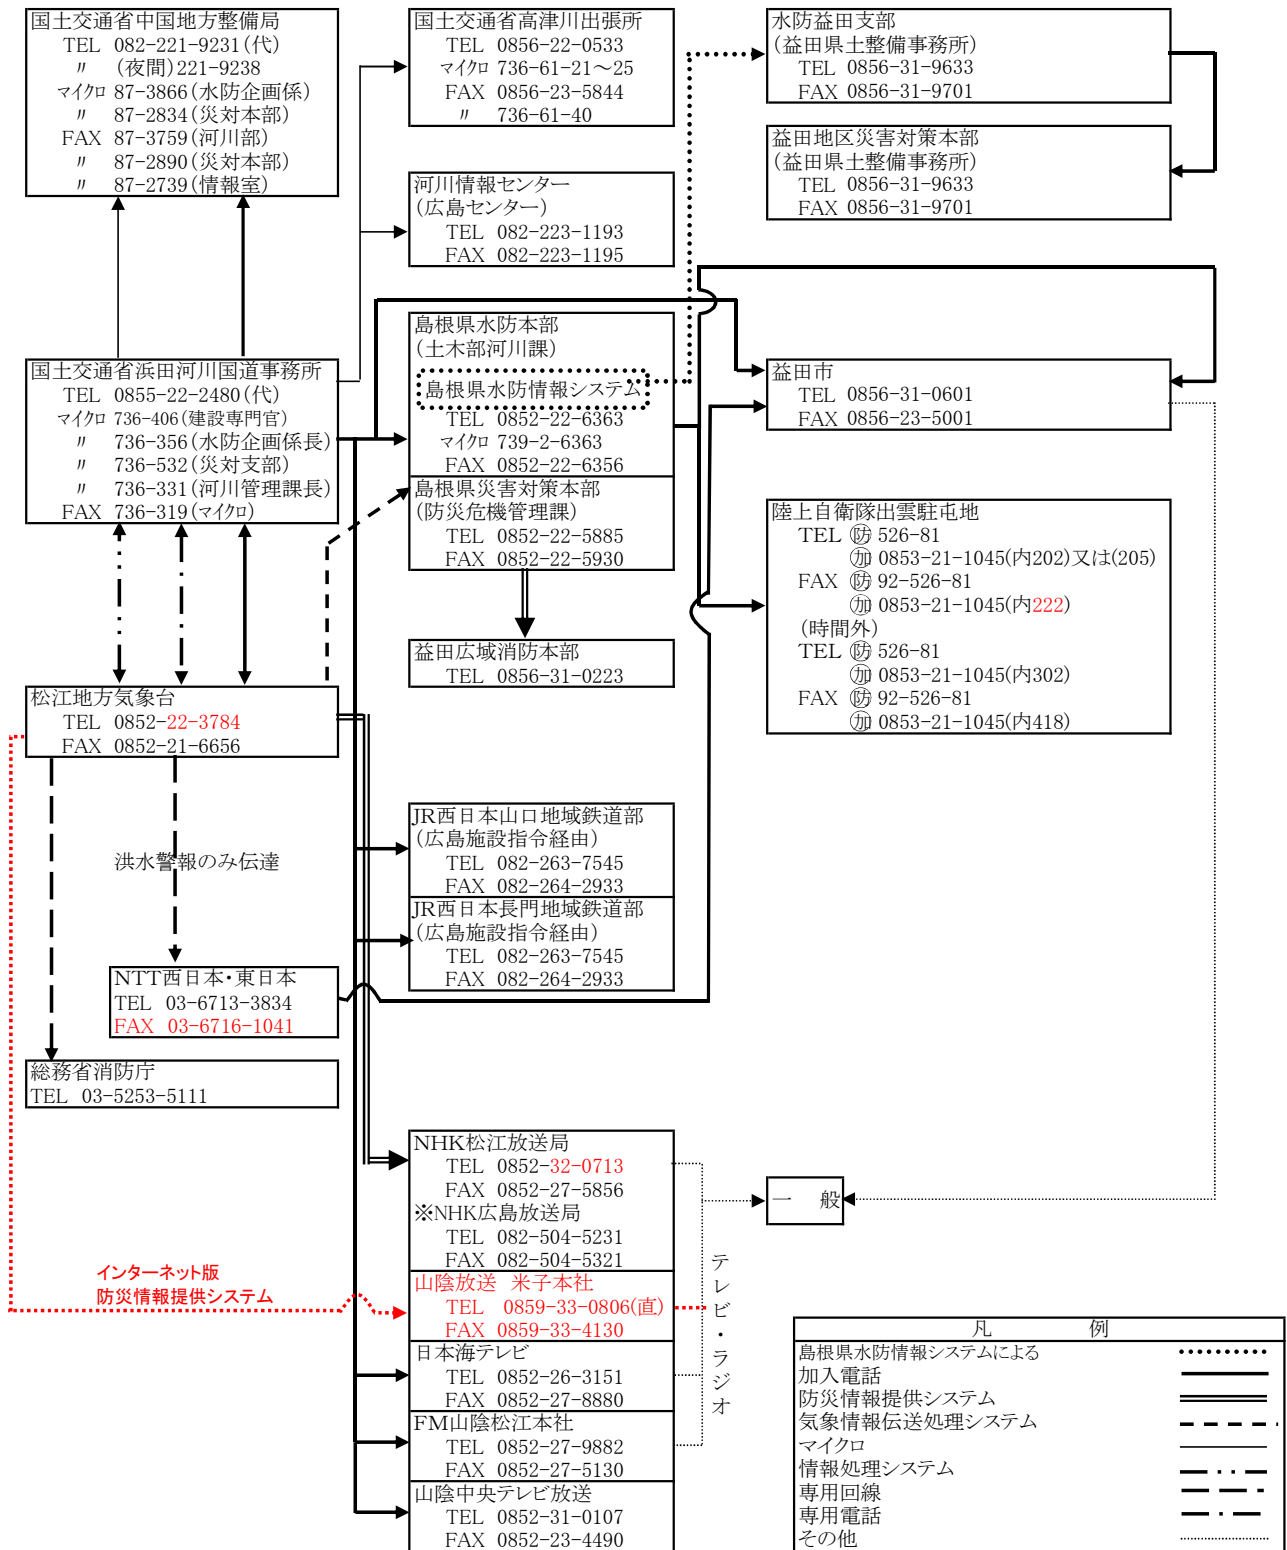 国土交通省中国地方整備局
TEL 082-221-9231(代)
〃 (夜間)221-9238
マイクロ 87-3866(水防企画係)
〃 87-2834(災対本部)
FAX 87-3759(河川部)
〃 87-2890(災対本部)
〃 87-2739(情報室)
国土交通省高津川出張所
TEL 0856-22-0533
マイクロ 736-61-21～25
FAX 0856-23-5844
〃 736-61-40
水防益田支部
(益田県土整備事務所)
TEL 0856-31-9633
FAX 0856-31-9701
益田地区災害対策本部
(益田県土整備事務所)
TEL 0856-31-9633
FAX 0856-31-9701
河川情報センター
(広島センター)
TEL 082-223-1193
FAX 082-223-1195
国土交通省浜田河川国道事務所
TEL 0855-22-2480(代)
マイクロ 736-406(建設専門官)
〃 736-356(水防企画係長)
〃 736-532(災対支部)
〃 736-331(河川管理課長)
FAX 736-319(マイクロ)
島根県水防本部
(土木部河川課)
島根県水防情報システム
TEL 0852-22-6363
マイクロ 739-2-6363
FAX 0852-22-6356
島根県災害対策本部
(防災危機管理課)
TEL 0852-22-5885
FAX 0852-22-5930
益田市
TEL 0856-31-0601
FAX 0856-23-5001
陸上自衛隊出雲駐屯地
TEL ㊥防 526-81
㊥加 0853-21-1045(内202)又は(205)
FAX 防 92-526-81
加 0853-21-1045(内222)
(時間外)
TEL 防 526-81
加 0853-21-1045(内302)
FAX 防 92-526-81
加 0853-21-1045(内418)
益田広域消防本部
TEL 0856-31-0223
松江地方気象台
TEL 0852-22-3784
FAX 0852-21-6656
洪水警報のみ伝達
JR西日本山口地域鉄道部
(広島施設指令経由)
TEL 082-263-7545
FAX 082-264-2933
JR西日本長門地域鉄道部
(広島施設指令経由)
TEL 082-263-7545
FAX 082-264-2933
NTT西日本・東日本
TEL 03-6713-3834
FAX 03-6716-1041
総務省消防庁
TEL 03-5253-5111
NHK松江放送局
TEL 0852-32-0713
FAX 0852-27-5856
※NHK広島放送局
TEL 082-504-5231
FAX 082-504-5321
山陰放送 米子本社
TEL 0859-33-0806(直)
FAX 0859-33-4130
日本海テレビ
TEL 0852-26-3151
FAX 0852-27-8880
FM山陰松江本社
TEL 0852-27-9882
FAX 0852-27-5130
山陰中央テレビ放送
TEL 0852-31-0107
FAX 0852-23-4490
インターネット版
防災情報提供システム
テレビ・ラジオ
一 般
凡 例
島根県水防情報システムによる
加入電話
防災情報提供システム
気象情報伝送処理システム
マイクロ
情報処理システム
専用回線
専用電話
その他